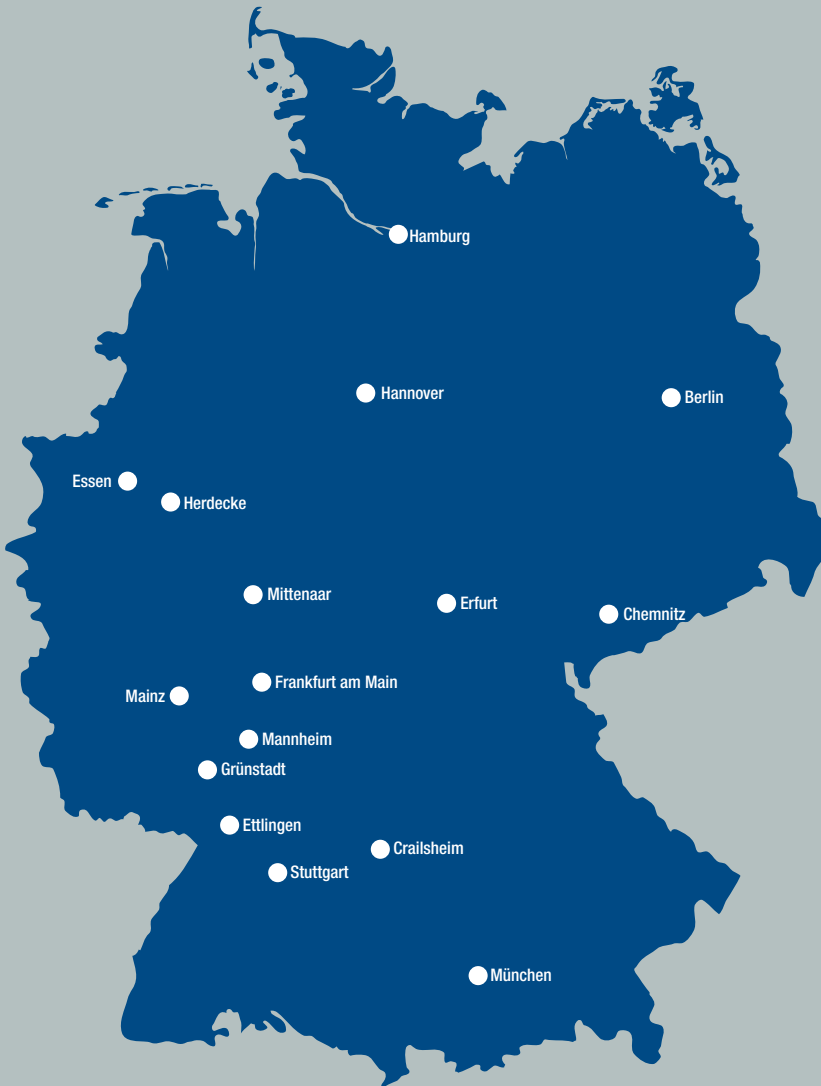 Hamburg
Hannover
Berlin
Essen
Herdecke
Mittenaar
Erfurt
Chemnitz
Frankfurt am Main
Mainz
Mannheim
Grünstadt
Ettlingen
Crailsheim
Stuttgart
München